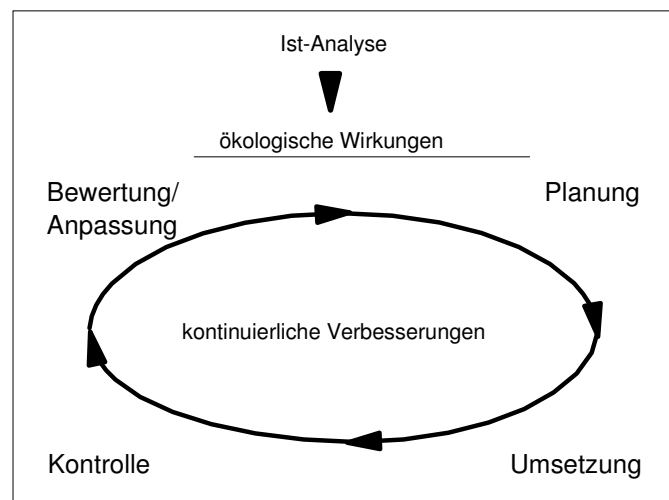 Ist-Analyse
ökologische Wirkungen
Bewertung/
Anpassung
Planung
kontinuierliche Verbesserungen
Kontrolle
Umsetzung